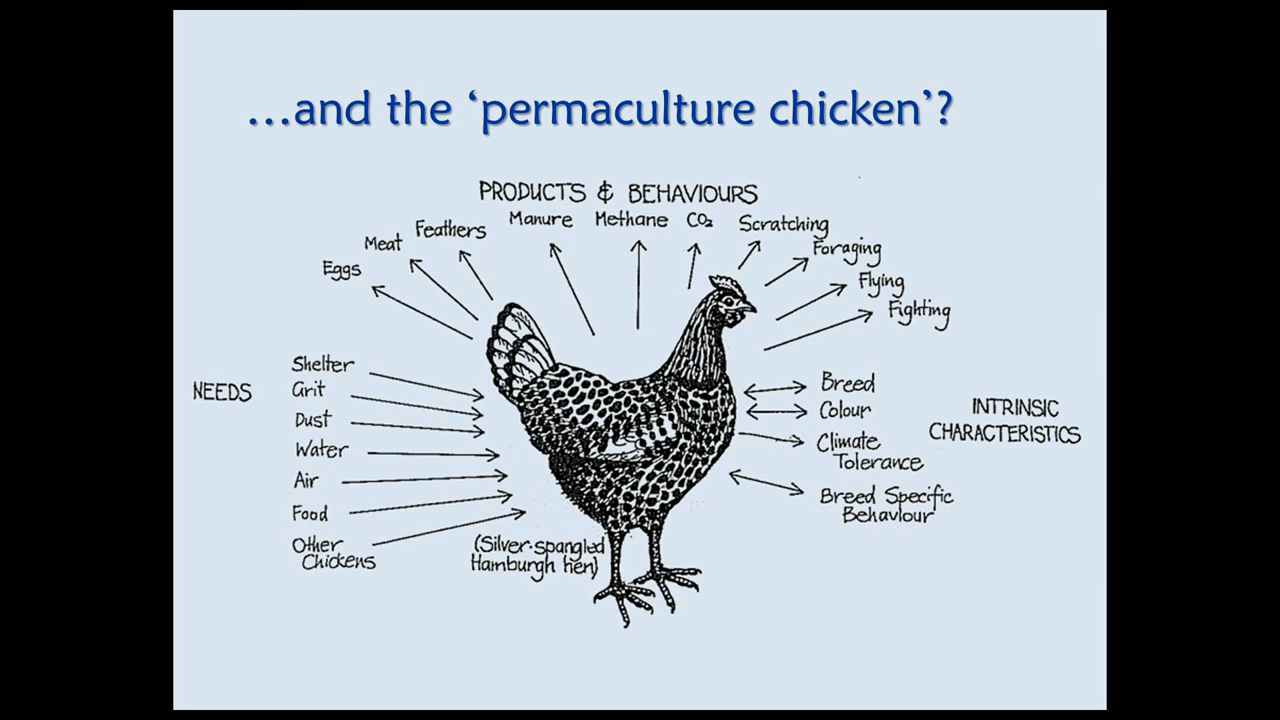 …and the ‘permaculture chicken’?
PRODUCTS & BEHAVIOURS
Eggs
Meat
Feathers
Manure
Methane
CO₂
Scratching
Foraging
Flying
Fighting
NEEDS
Shelter
Grit
Dust
Water
Air
Food
Other
Chickens
(Silver-spangled
Hamburgh hen)
Breed
Colour
Climate
Tolerance
Breed Specific
Behaviour
INTRINSIC
CHARACTERISTICS